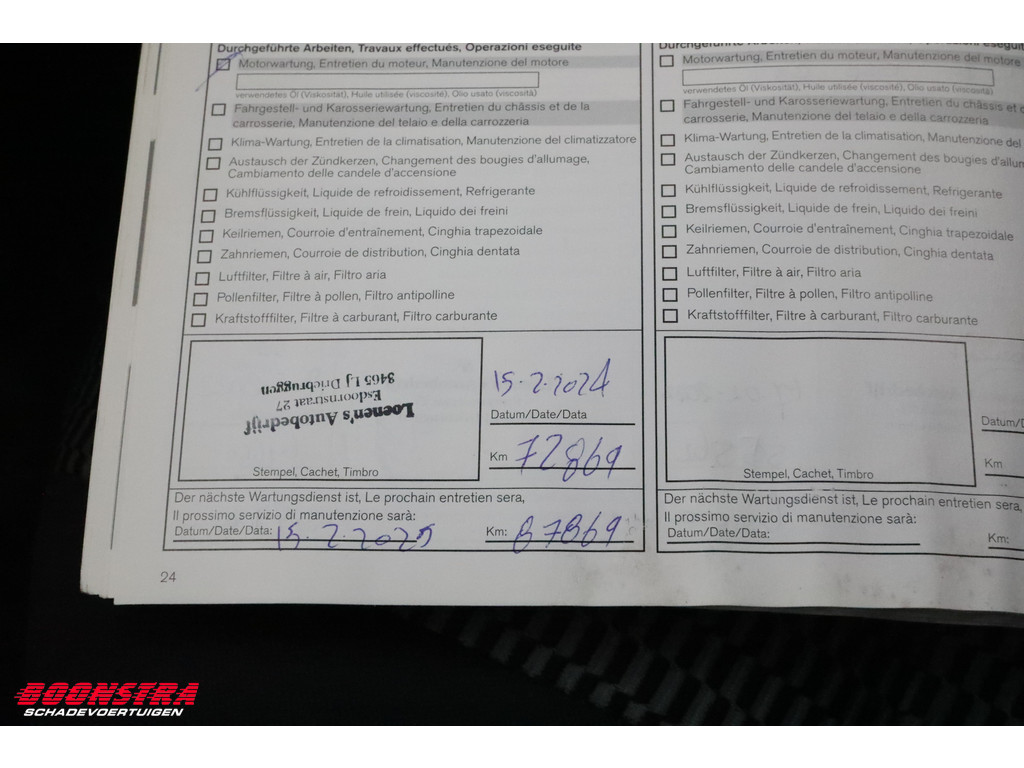 Durchgeführte Arbeiten, Travaux effectués, Operazioni eseguite
Motorwartung, Entretien du moteur, Manutenzione del motore
verwendetes Öl (Viskosität), Huile utilisée (viscosité), Olio usato (viscosità)
Fahrgestell- und Karosseriewartung, Entretien du châssis et de la
carrosserie, Manutenzione del telaio e della carrozzeria
Klima-Wartung, Entretien de la climatisation, Manutenzione del climatizzatore
Austausch der Zündkerzen, Changement des bougies d'allumage,
Cambiamento delle candele d'accensione
Kühlflüssigkeit, Liquide de refroidissement, Refrigerante
Bremsflüssigkeit, Liquide de frein, Liquido dei freini
Keilriemen, Courroie d'entraînement, Cinghia trapezoidale
Zahnriemen, Courroie de distribution, Cinghia dentata
Luftfilter, Filtre à air, Filtro aria
Pollenfilter, Filtre à pollen, Filtro antipolline
Kraftstofffilter, Filtre à carburant, Filtro carburante
Loenen's Autobedrijf
Esdoornstraat 27
3465 Driebruggen
Stempel, Cachet, Timbro
15-2-2024
Datum/Date/Data
Km 72869
Der nächste Wartungsdienst ist, Le prochain entretien sera,
Il prossimo servizio di manutenzione sarà:
Datum/Date/Data: 15-2-2025
Km: 87869
24
Motorwartung, Entretien du moteur, Manutenzione del motore
verwendetes Öl (Viskosität), Huile utilisée (viscosité), Olio usato (viscosità)
Fahrgestell- und Karosseriewartung, Entretien du châssis et d
carrosserie, Manutenzione del telaio e della carrozzeria
Klima-Wartung, Entretien de la climatisation, Manutenzione del
Austausch der Zündkerzen, Changement des bougies d'allum
Cambiamento delle candele d'accensione
Kühlflüssigkeit, Liquide de refroidissement, Refrigerante
Bremsflüssigkeit, Liquide de frein, Liquido dei freini
Keilriemen, Courroie d'entraînement, Cinghia trapezoidale
Zahnriemen, Courroie de distribution, Cinghia dentata
Luftfilter, Filtre à air, Filtro aria
Pollenfilter, Filtre à pollen, Filtro antipolline
Kraftstofffilter, Filtre à carburant, Filtro carburante
Stempel, Cachet, Timbro
Datum/D
Km
Der nächste Wartungsdienst ist, Le prochain entretien sera,
Il prossimo servizio di manutenzione sarà:
Datum/Date/Data:
Km:
BOONSTRA
SCHADEVOERTUIGEN